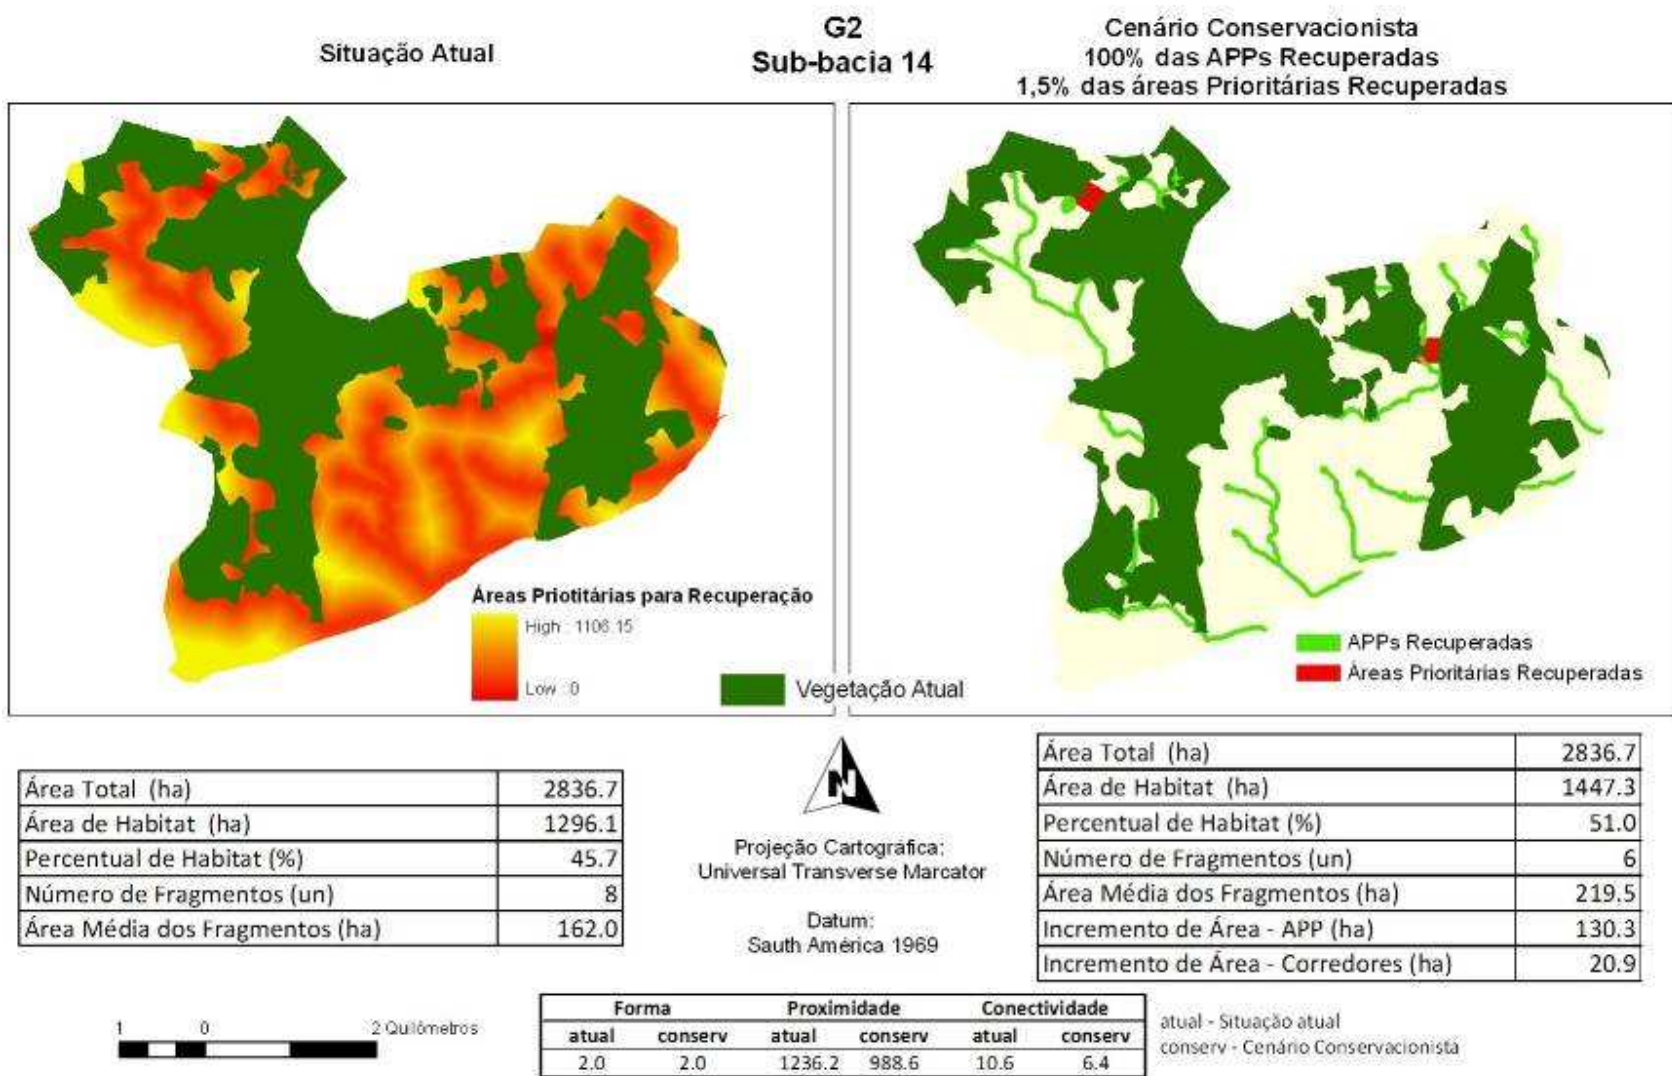 G2
Sub-bacia 14
Situação Atual
Cenário Conservacionista
100% das APPs Recuperadas
1,5% das áreas Prioritárias Recuperadas
Áreas Priotitárias para Recuperação
High : 1106.15
Low : 0
Vegetação Atual
APPs Recuperadas
Áreas Prioritárias Recuperadas
Área Total (ha) 2836.7
Área de Habitat (ha) 1296.1
Percentual de Habitat (%) 45.7
Número de Fragmentos (un) 8
Área Média dos Fragmentos (ha) 162.0
N
Projeção Cartográfica:
Universal Transverse Marcator
Datum:
Sauth América 1969
Área Total (ha) 2836.7
Área de Habitat (ha) 1447.3
Percentual de Habitat (%) 51.0
Número de Fragmentos (un) 6
Área Média dos Fragmentos (ha) 219.5
Incremento de Área - APP (ha) 130.3
Incremento de Área - Corredores (ha) 20.9
1 0 2 Quilômetros
Forma Proximidade Conectividade
atual conserv atual conserv atual conserv
2.0 2.0 1236.2 988.6 10.6 6.4
atual - Situação atual
conserv - Cenário Conservacionista